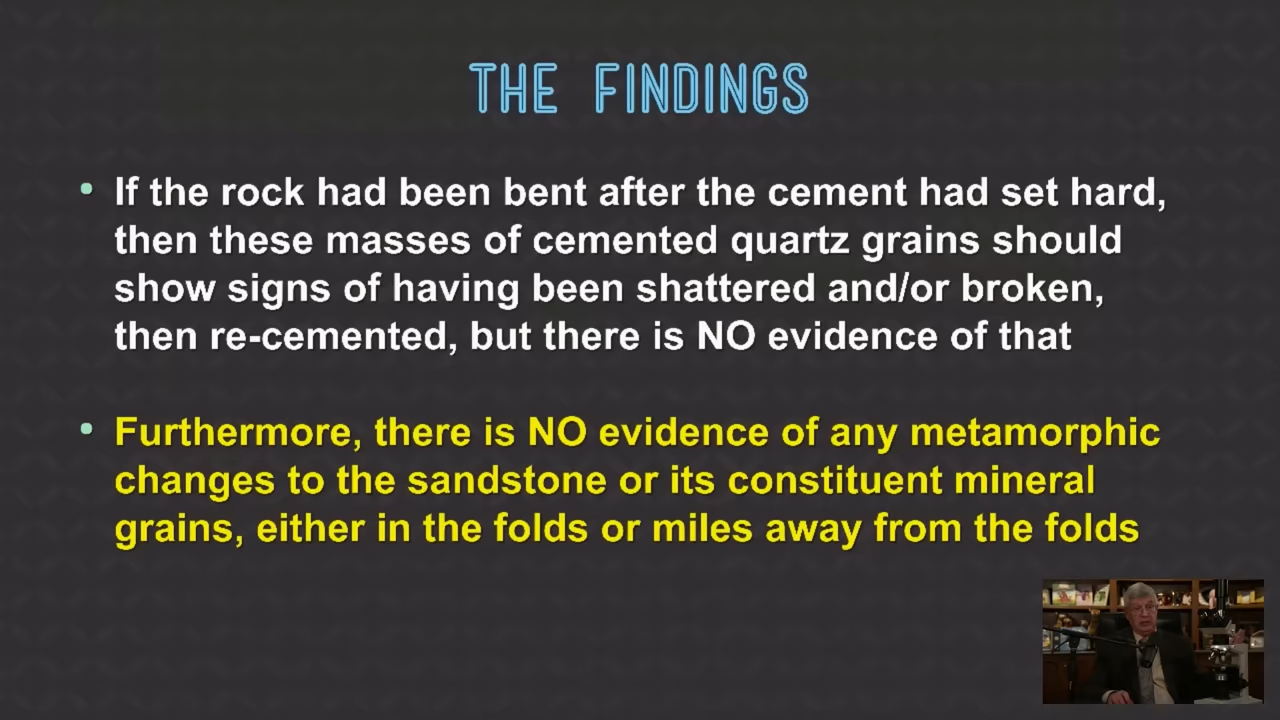 THE FINDINGS
• If the rock had been bent after the cement had set hard,
then these masses of cemented quartz grains should
show signs of having been shattered and/or broken,
then re-cemented, but there is NO evidence of that
• Furthermore, there is NO evidence of any metamorphic
changes to the sandstone or its constituent mineral
grains, either in the folds or miles away from the folds